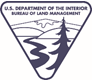 U.S. DEPARTMENT OF THE INTERIOR
BUREAU OF LAND MANAGEMENT